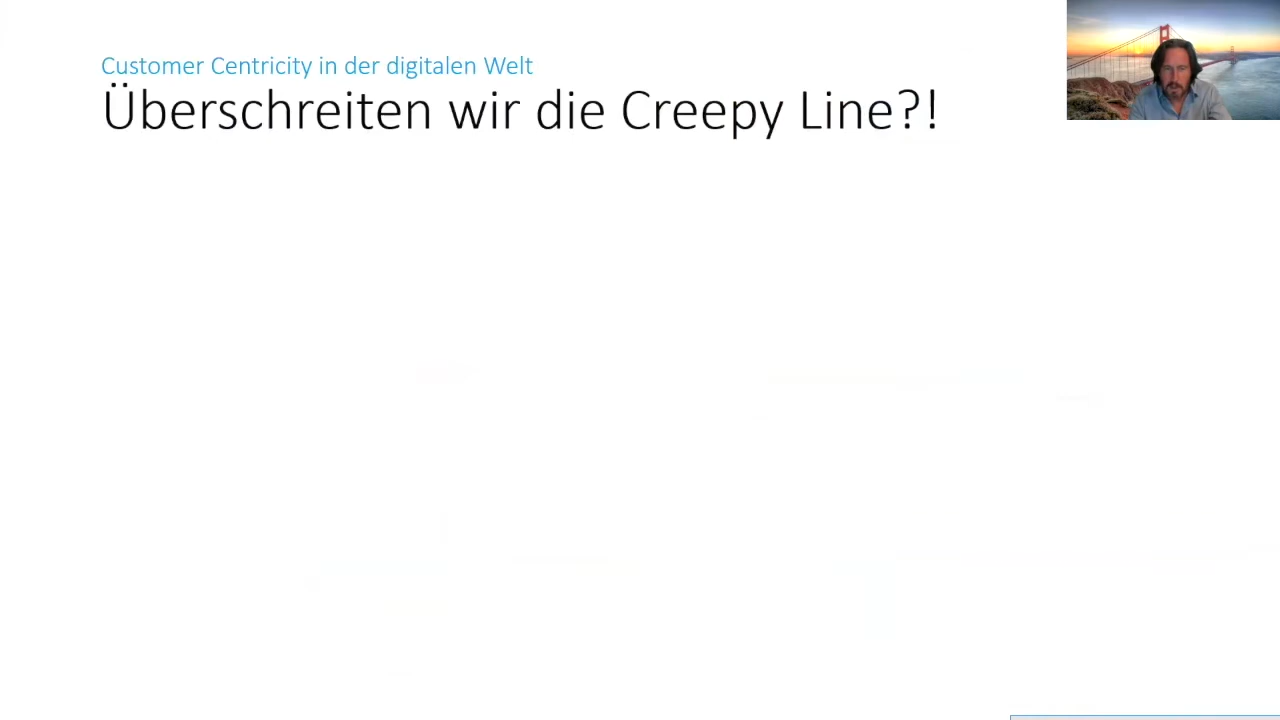 Customer Centricity in der digitalen Welt
Überschreiten wir die Creepy Line?!